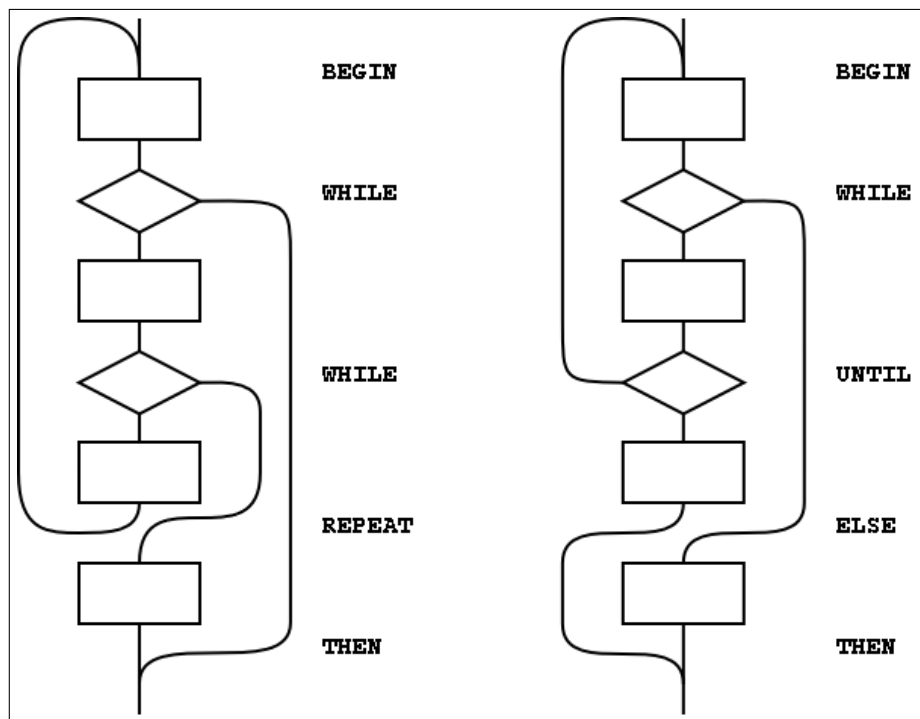 BEGIN
WHILE
WHILE
REPEAT
THEN
BEGIN
WHILE
UNTIL
ELSE
THEN